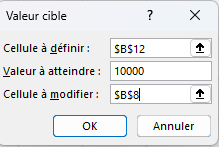 Valeur cible ? ×
Cellule à définir : $B$12
Valeur à atteindre : 10000
Cellule à modifier : $B$8
OK Annuler